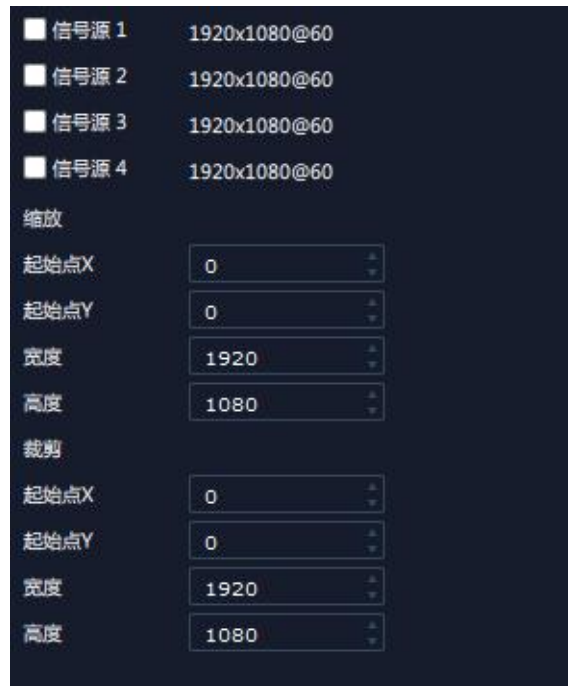 信号源 1 1920x1080@60
信号源 2 1920x1080@60
信号源 3 1920x1080@60
信号源 4 1920x1080@60
缩放
起始点X 0
起始点Y 0
宽度 1920
高度 1080
裁剪
起始点X 0
起始点Y 0
宽度 1920
高度 1080